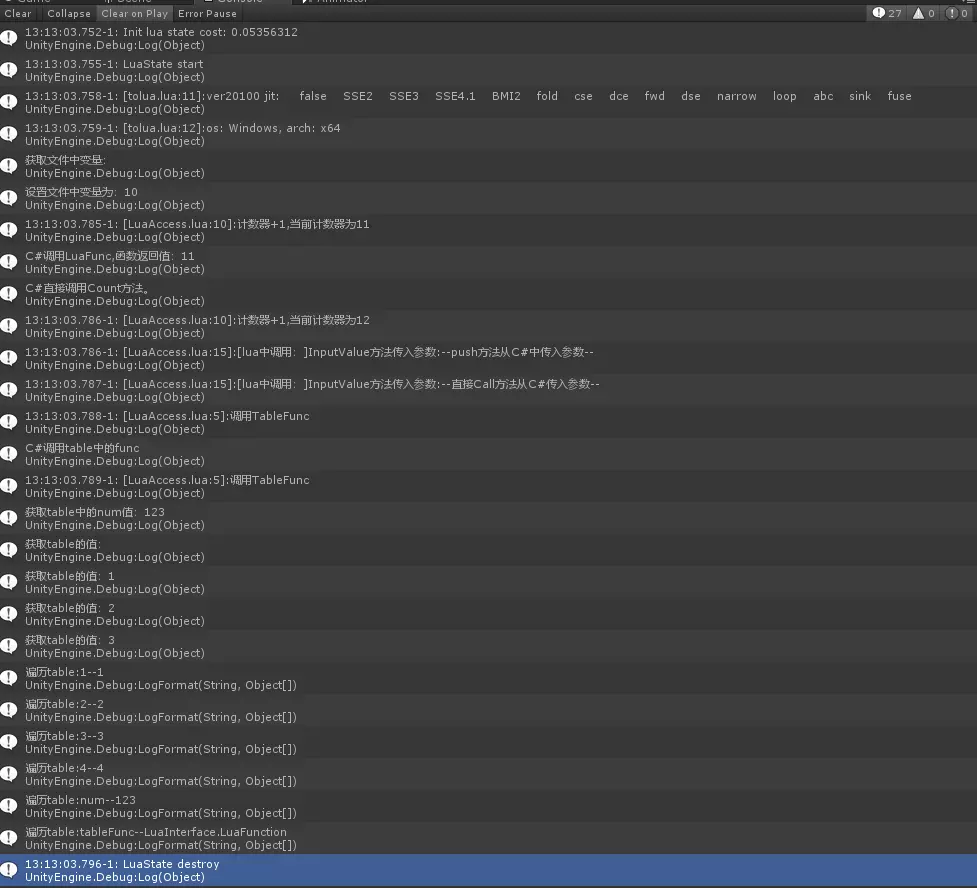 Clear Collapse Clear on Play Error Pause 27 0 0
13:13:03.752-1: Init lua state cost: 0.05356312
UnityEngine.Debug:Log(Object)
13:13:03.755-1: LuaState start
UnityEngine.Debug:Log(Object)
13:13:03.758-1: [tolua.lua:11]:ver20100 jit: false SSE2 SSE3 SSE4.1 BMI2 fold cse dce fwd dse narrow loop abc sink fuse
UnityEngine.Debug:Log(Object)
13:13:03.759-1: [tolua.lua:12]:os: Windows, arch: x64
UnityEngine.Debug:Log(Object)
获取文件中变量:
UnityEngine.Debug:Log(Object)
设置文件中变量为: 10
UnityEngine.Debug:Log(Object)
13:13:03.785-1: [LuaAccess.lua:10]:计数器+1,当前计数器为11
UnityEngine.Debug:Log(Object)
C#调用LuaFunc,函数返回值: 11
UnityEngine.Debug:Log(Object)
C#直接调用Count方法。
UnityEngine.Debug:Log(Object)
13:13:03.786-1: [LuaAccess.lua:10]:计数器+1,当前计数器为12
UnityEngine.Debug:Log(Object)
13:13:03.786-1: [LuaAccess.lua:15]:[lua中调用: ]InputValue方法传入参数:--push方法从C#中传入参数--
UnityEngine.Debug:Log(Object)
13:13:03.787-1: [LuaAccess.lua:15]:[lua中调用: ]InputValue方法传入参数:--直接Call方法从C#传入参数--
UnityEngine.Debug:Log(Object)
13:13:03.788-1: [LuaAccess.lua:5]:调用TableFunc
UnityEngine.Debug:Log(Object)
C#调用table中的func
UnityEngine.Debug:Log(Object)
13:13:03.789-1: [LuaAccess.lua:5]:调用TableFunc
UnityEngine.Debug:Log(Object)
获取table中的num值: 123
UnityEngine.Debug:Log(Object)
获取table的值:
UnityEngine.Debug:Log(Object)
获取table的值: 1
UnityEngine.Debug:Log(Object)
获取table的值: 2
UnityEngine.Debug:Log(Object)
获取table的值: 3
UnityEngine.Debug:Log(Object)
遍历table:1--1
UnityEngine.Debug:LogFormat(String, Object[])
遍历table:2--2
UnityEngine.Debug:LogFormat(String, Object[])
遍历table:3--3
UnityEngine.Debug:LogFormat(String, Object[])
遍历table:4--4
UnityEngine.Debug:LogFormat(String, Object[])
遍历table:num--123
UnityEngine.Debug:LogFormat(String, Object[])
遍历table:tableFunc--LuaInterface.LuaFunction
UnityEngine.Debug:LogFormat(String, Object[])
13:13:03.796-1: LuaState destroy
UnityEngine.Debug:Log(Object)